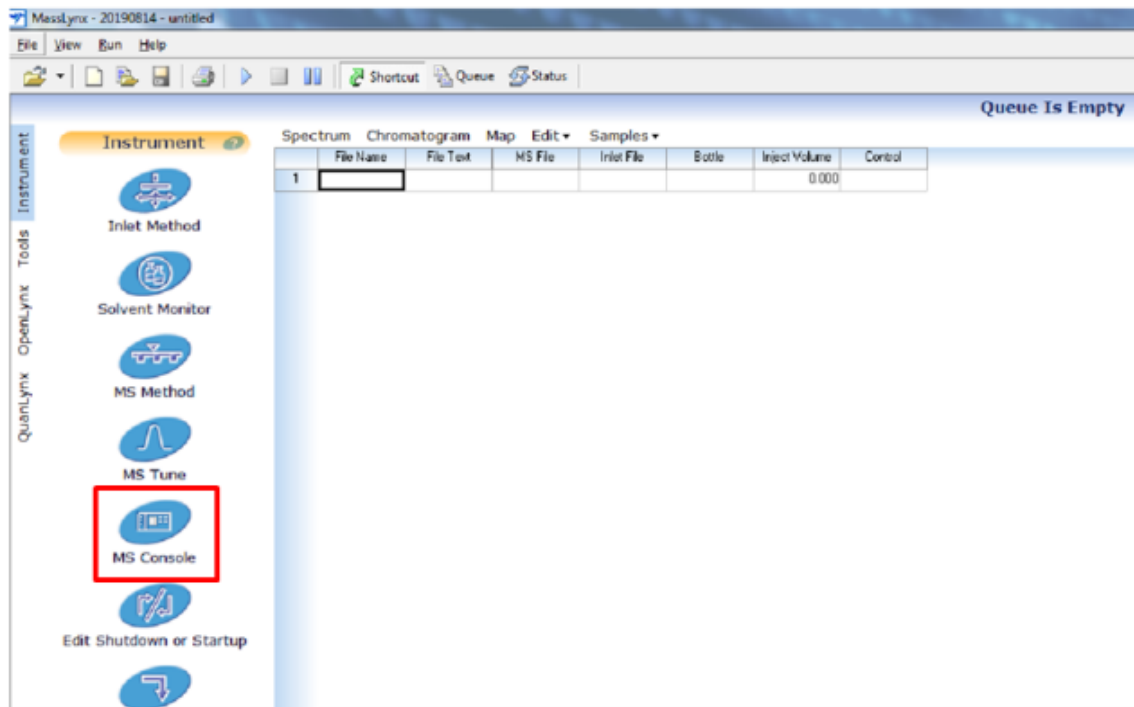 MassLynx - 20190814 - untitled
File View Run Help
Shortcut Queue Status
Queue Is Empty
Instrument
Tools
OpenLynx
QuanLynx
Instrument
Inlet Method
Solvent Monitor
MS Method
MS Tune
MS Console
Edit Shutdown or Startup
Spectrum Chromatogram Map Edit Samples
File Name File Text MS File Inlet File Bottle Inject Volume Control
1 0.000